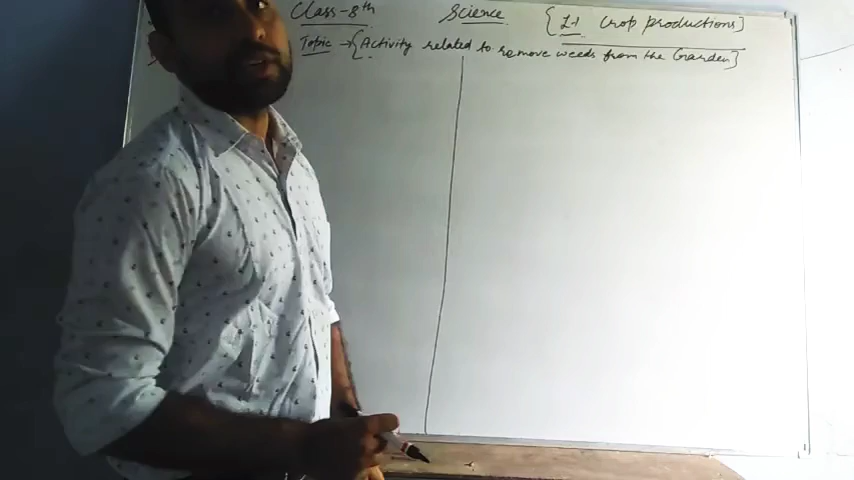 Class-8th Science { L-1 Crop productions}
Topic → {Activity related to remove weeds from the Garden}